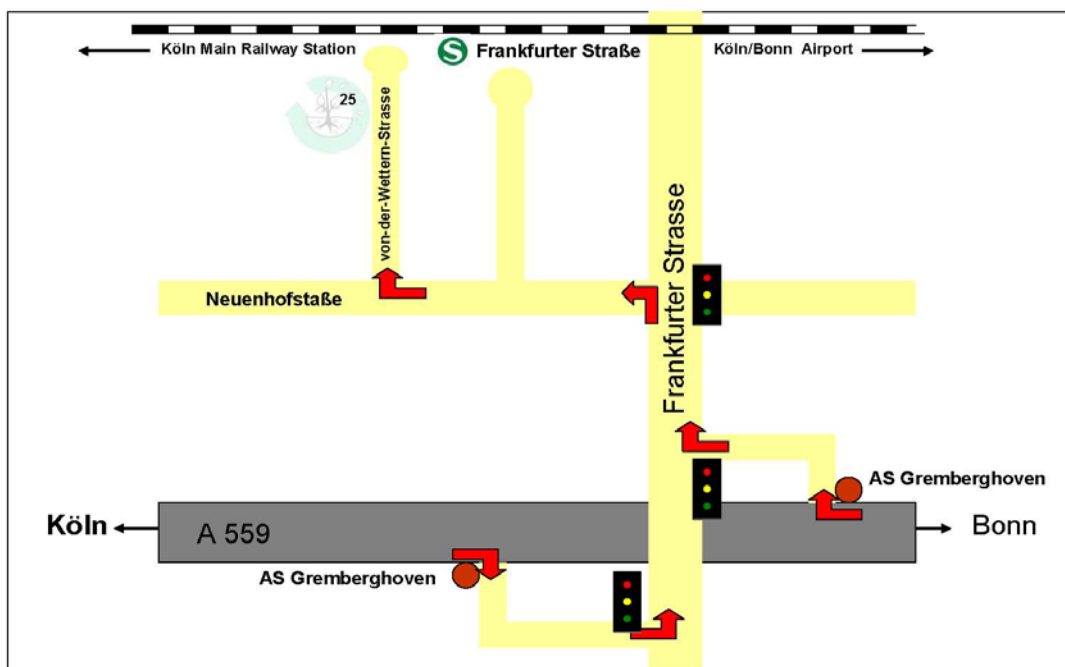 Köln Main Railway Station
S Frankfurter Straße
Köln/Bonn Airport
25
von-der-Wettern-Strasse
Frankfurter Strasse
Neuenhofstaße
AS Gremberghoven
Köln
A 559
Bonn
AS Gremberghoven